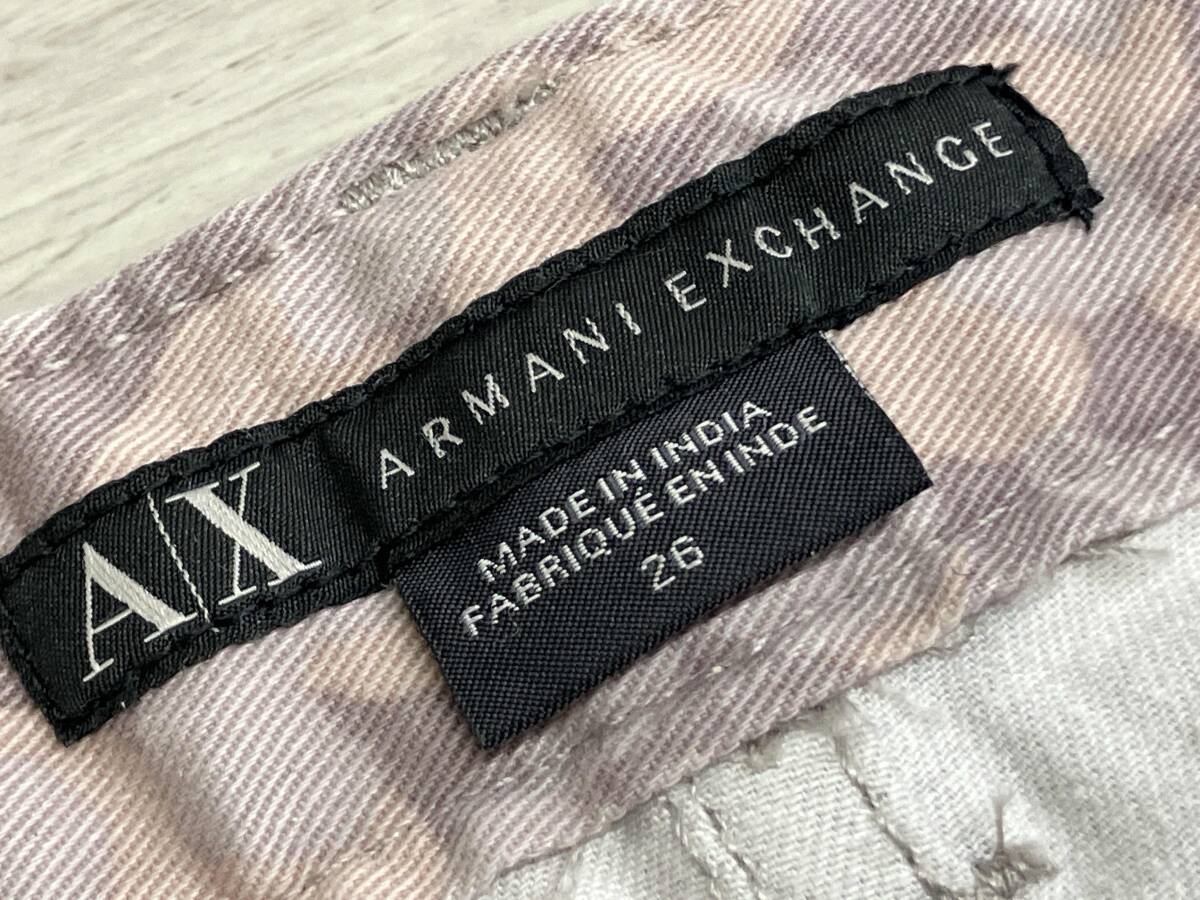 A|X ARMANI EXCHANGE
MADE IN INDIA
FABRIQUÉ EN INDE
26